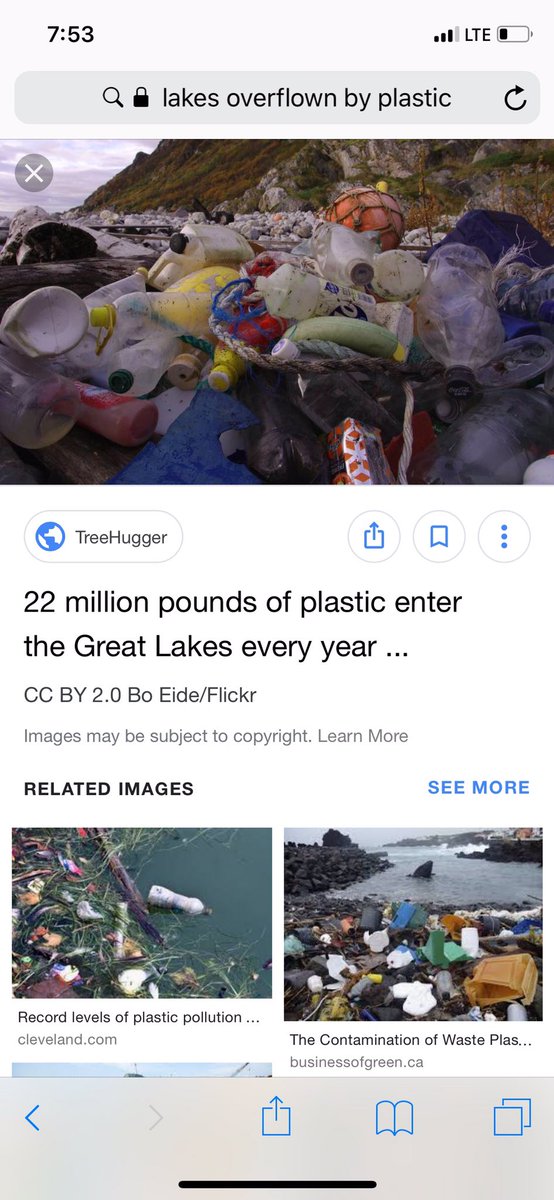 7:53
LTE
lakes overflown by plastic
TreeHugger
22 million pounds of plastic enter
the Great Lakes every year ...
CC BY 2.0 Bo Eide/Flickr
Images may be subject to copyright. Learn More
RELATED IMAGES
SEE MORE
Record levels of plastic pollution ...
cleveland.com
The Contamination of Waste Plas...
businessofgreen.ca